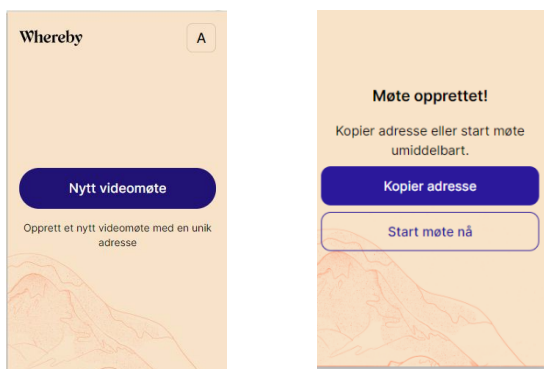 Whereby
A
Nytt videomøte
Opprett et nytt videomøte med en unik
adresse
Møte opprettet!
Kopier adresse eller start møte
umiddelbart.
Kopier adresse
Start møte nå